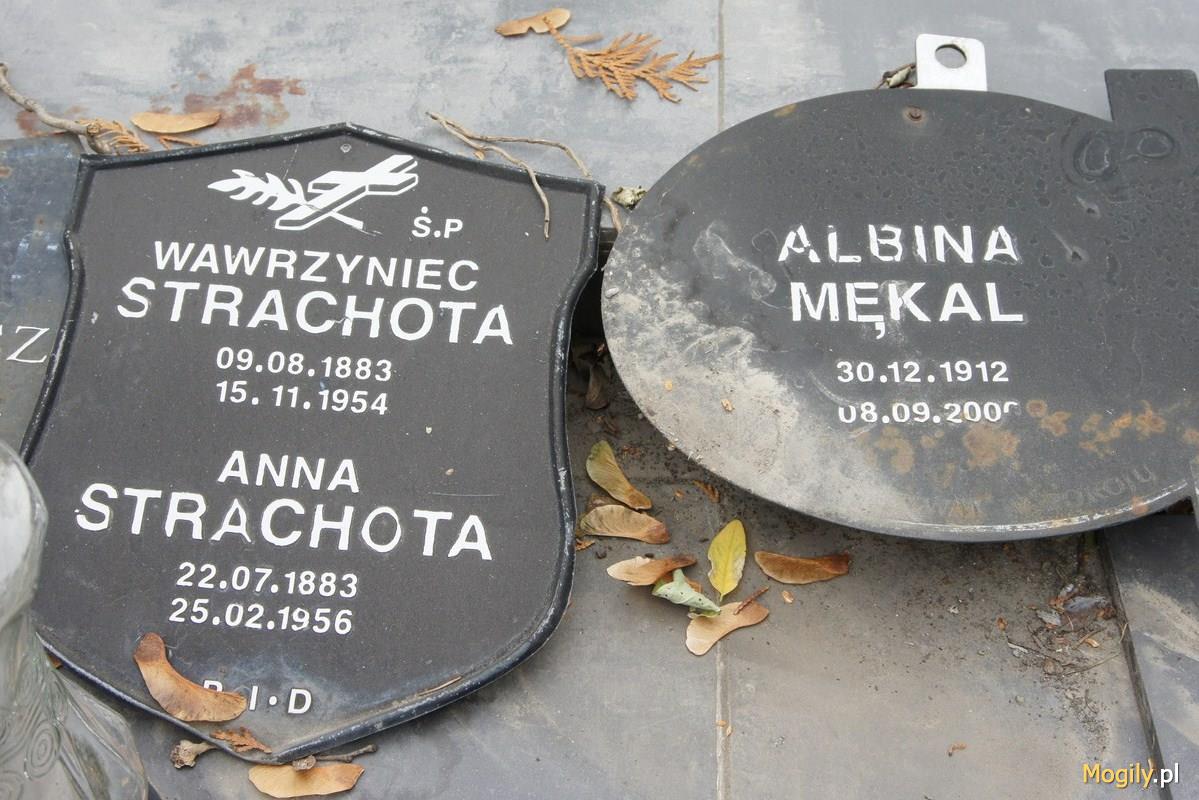 Z
Ś.P
WAWRZYNIEC
STRACHOTA
09.08.1883
15.11.1954
ANNA
STRACHOTA
22.07.1883
25.02.1956
I·D
ALBINA
MĘKAL
30.12.1912
Mogily.pl